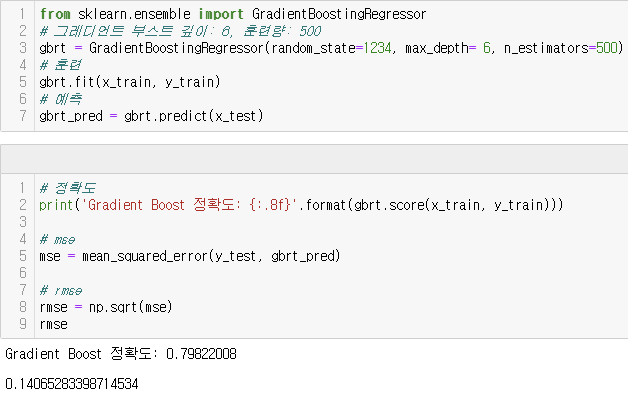 1 from sklearn.ensemble import GradientBoostingRegressor
2 # 그레디언트 부스트 깊이: 6, 훈련량: 500
3 gbrt = GradientBoostingRegressor(random_state=1234, max_depth= 6, n_estimators=500)
4 # 훈련
5 gbrt.fit(x_train, y_train)
6 # 예측
7 gbrt_pred = gbrt.predict(x_test)
1 # 정확도
2 print('Gradient Boost 정확도: {:.8f}'.format(gbrt.score(x_train, y_train)))
3
4 # mse
5 mse = mean_squared_error(y_test, gbrt_pred)
6
7 # rmse
8 rmse = np.sqrt(mse)
9 rmse
Gradient Boost 정확도: 0.79822008
0.14065283398714534